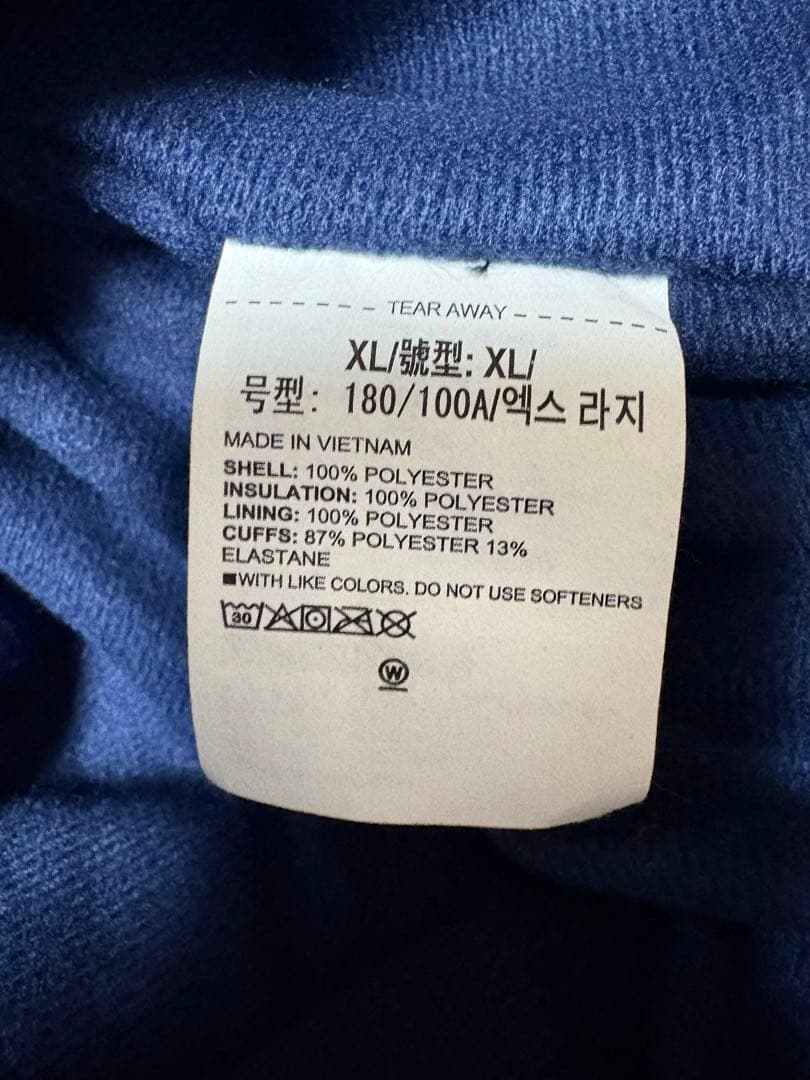 TEAR AWAY
XL/號型: XL/
号型: 180/100A/엑스 라지
MADE IN VIETNAM
SHELL: 100% POLYESTER
INSULATION: 100% POLYESTER
LINING: 100% POLYESTER
CUFFS: 87% POLYESTER 13%
ELASTANE
■WITH LIKE COLORS. DO NOT USE SOFTENERS
30
W